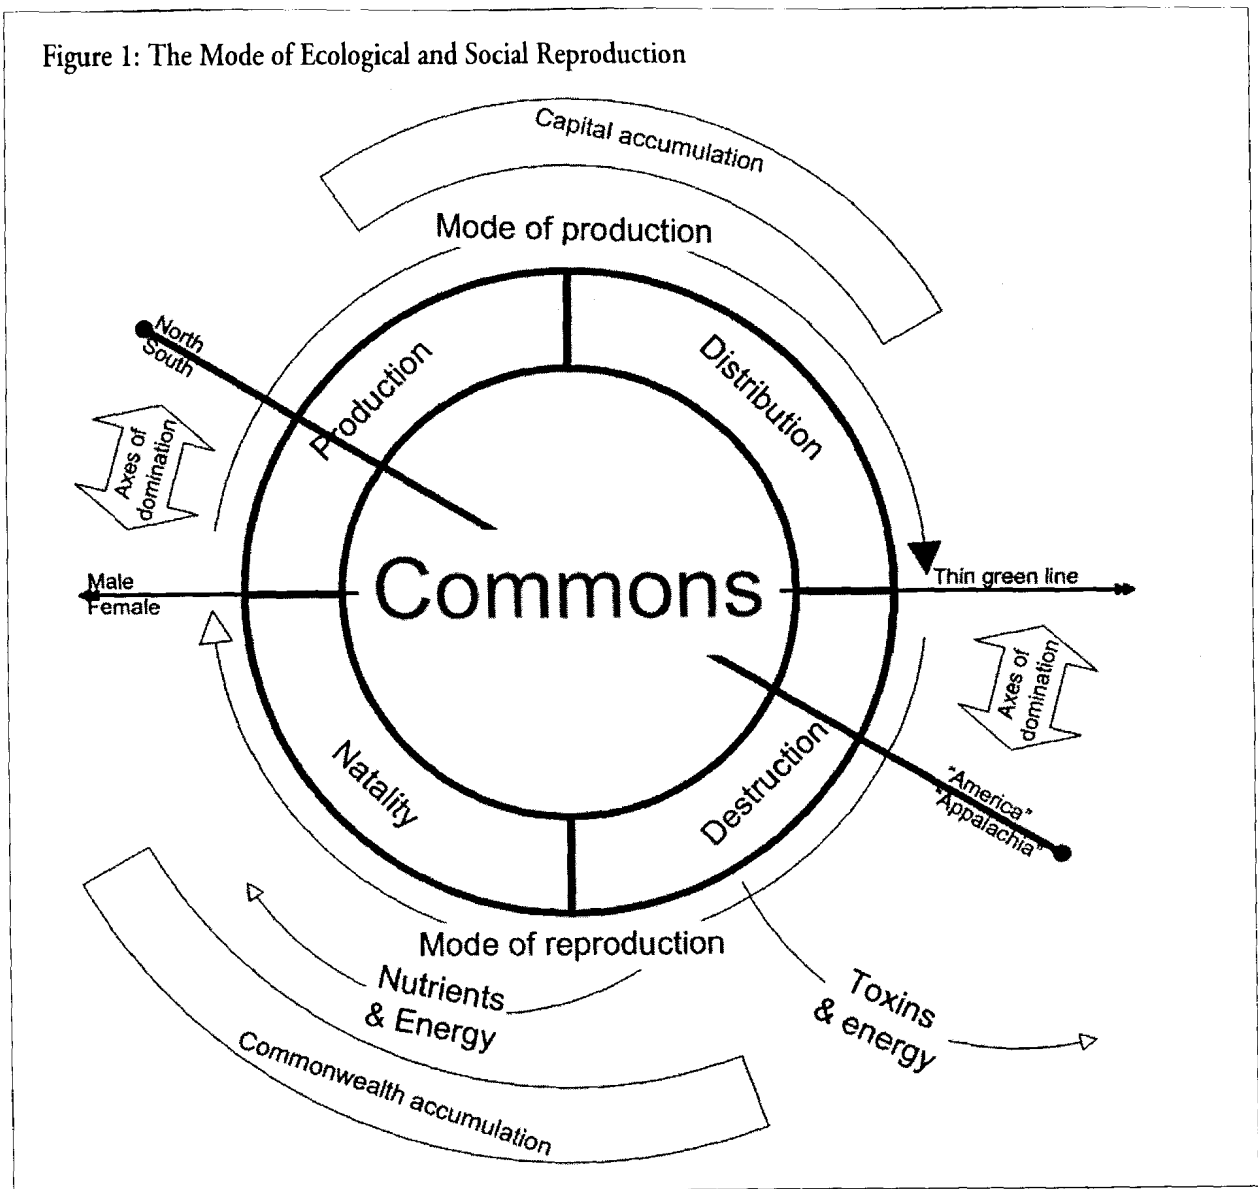 Figure 1: The Mode of Ecological and Social Reproduction
Capital accumulation
Mode of production
North
South
Production
Distribution
Axes of
domination
Male
Female
Commons
Thin green line
Axes of
domination
Natality
Destruction
"America"
"Appalachia"
Mode of reproduction
Nutrients
& Energy
Toxins
& energy
Commonwealth accumulation